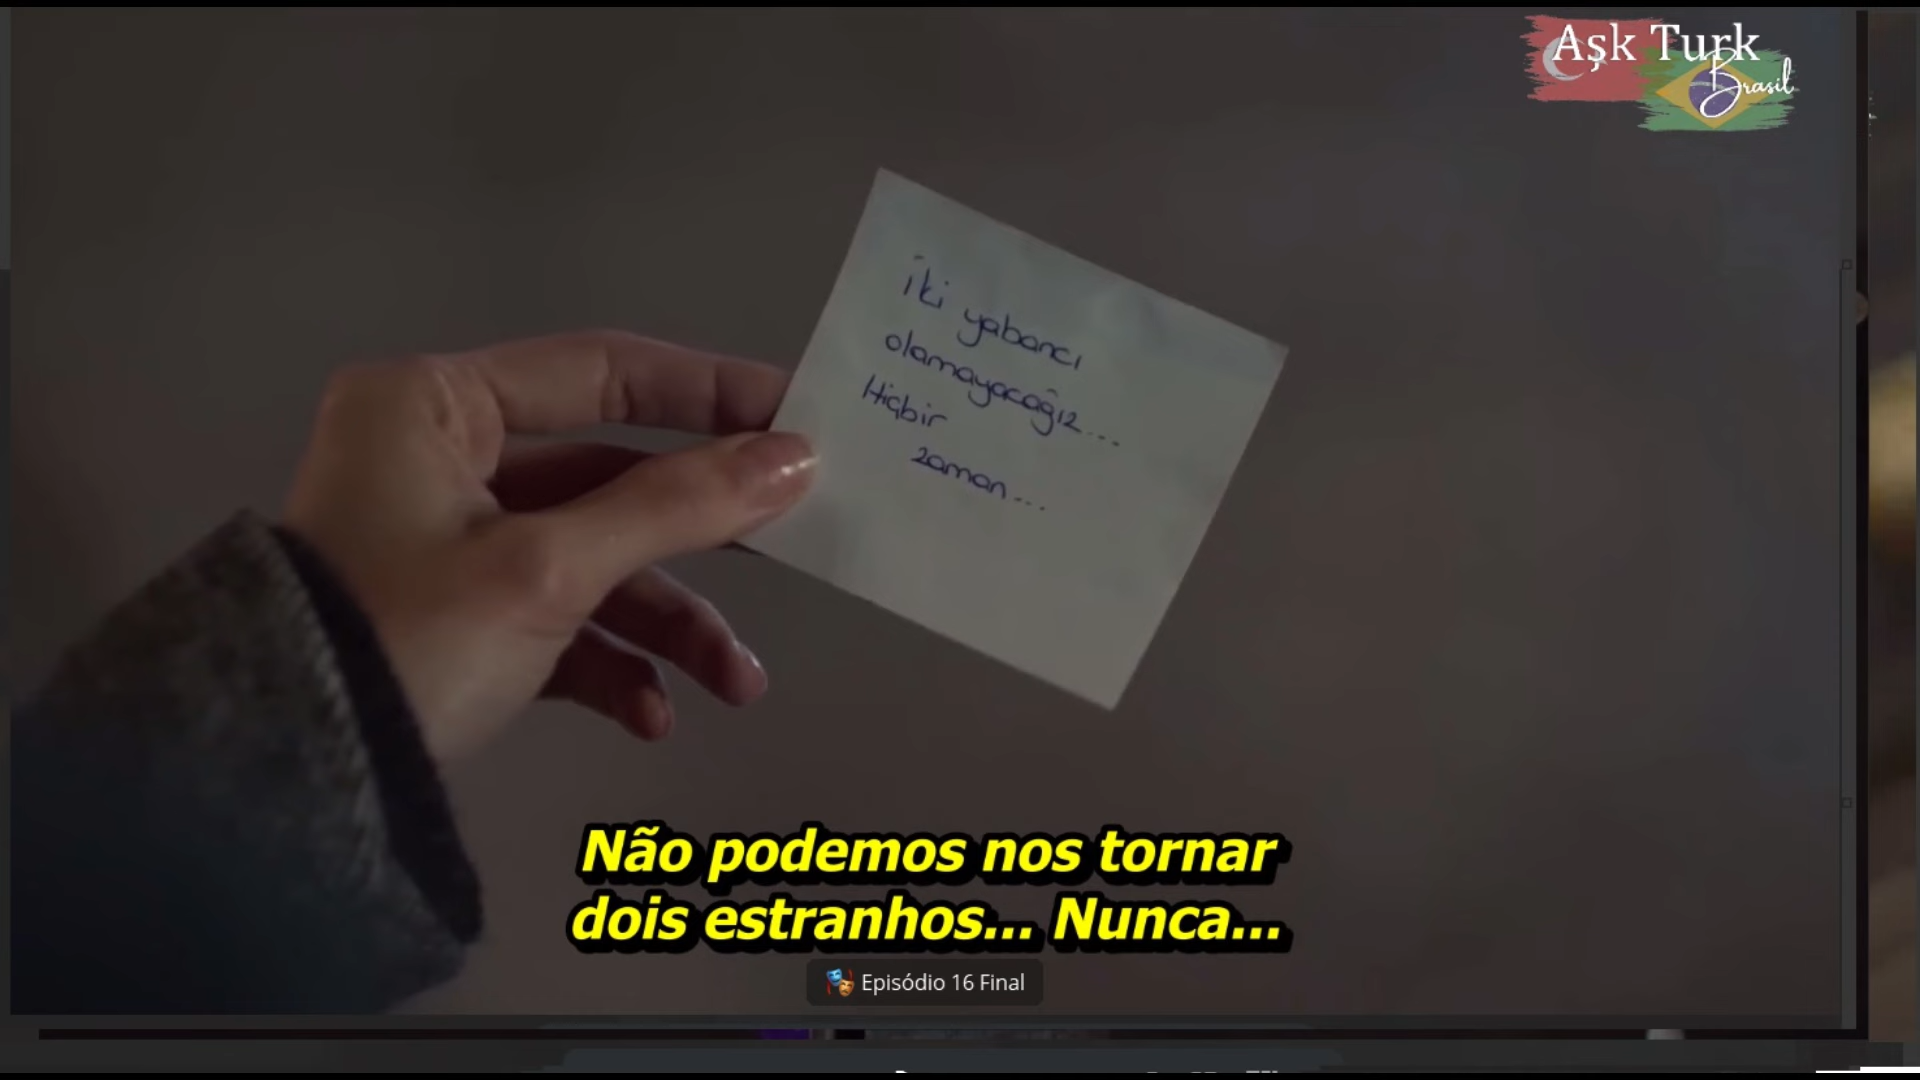 Aşk Turk
Brasil
İki yabancı
olamayacağız...
Hiçbir
zaman...
Não podemos nos tornar
dois estranhos... Nunca...
Episódio 16 Final